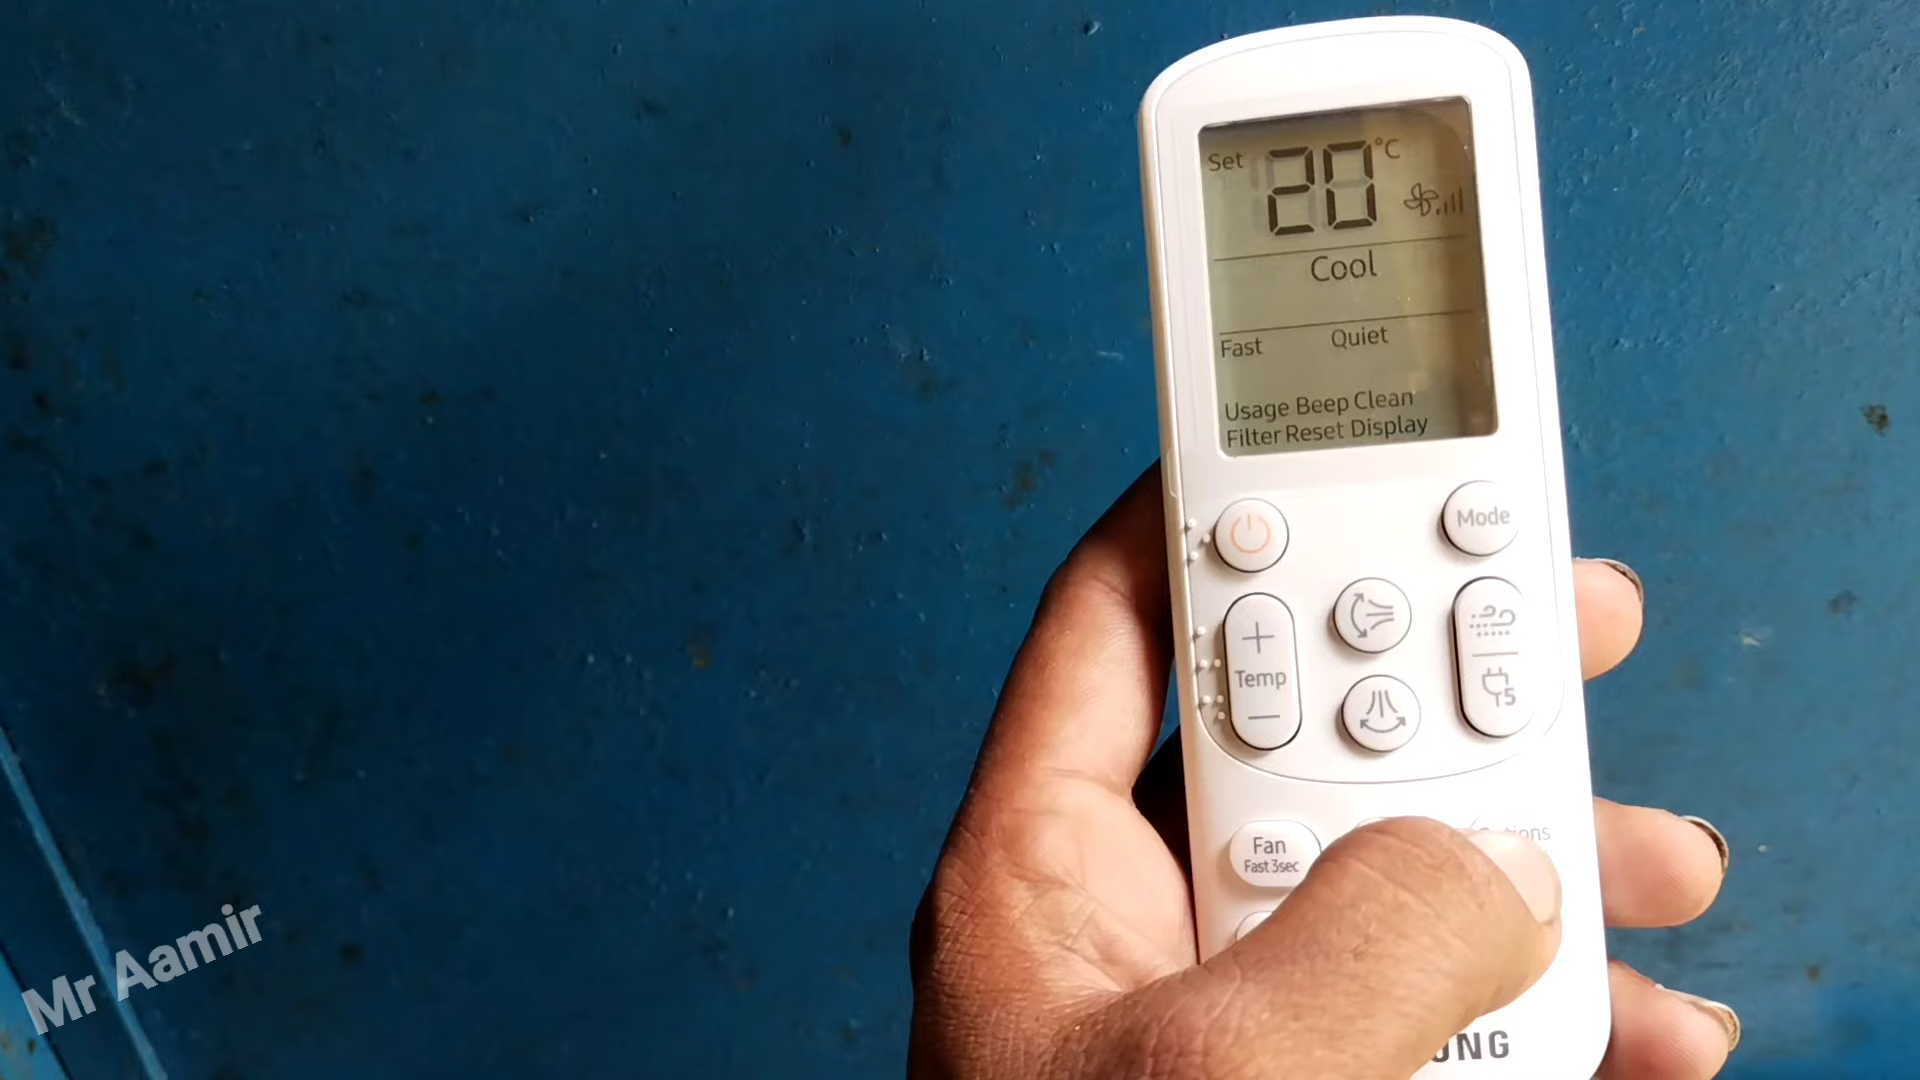 Set 20°C
Cool
Fast Quiet
Usage Beep Clean
Filter Reset Display
Mode
+
Temp
—
5
Fan
Fast 3sec
Mr Aamir